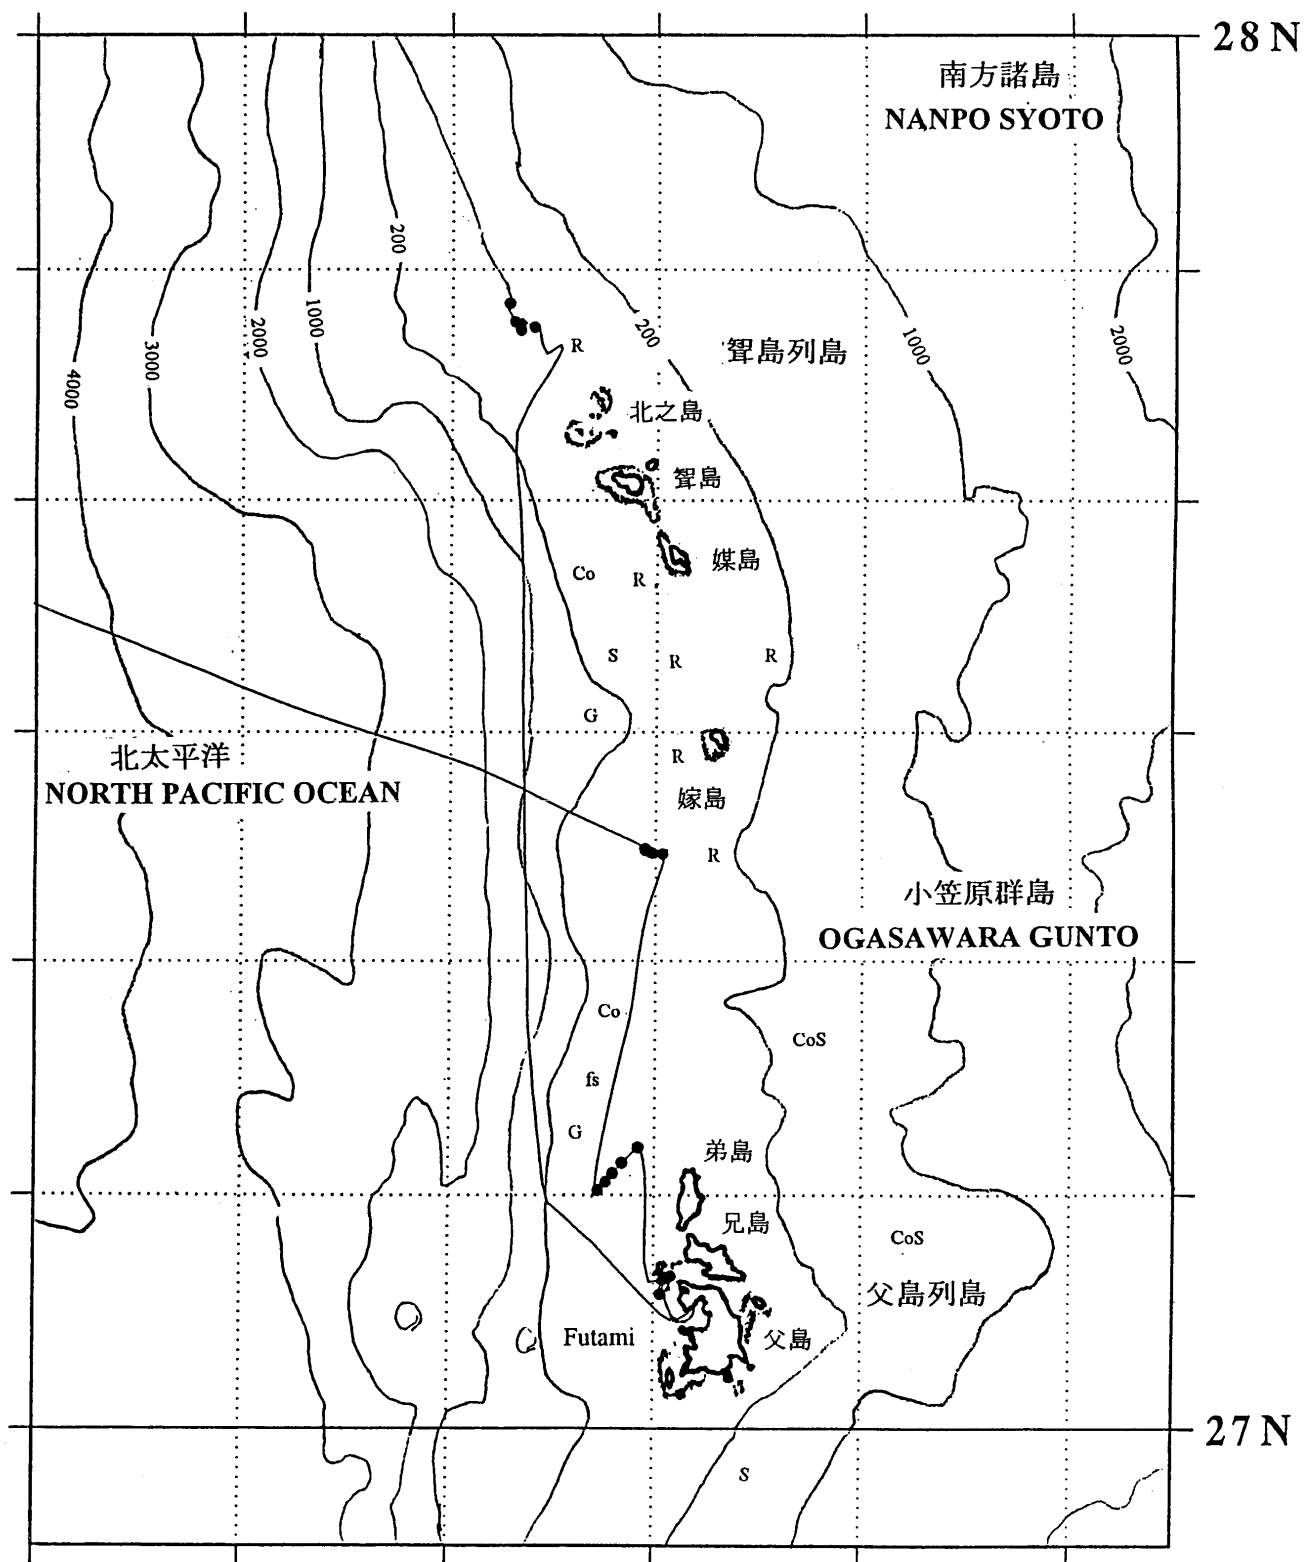 28 N
南方諸島
NANPO SYOTO
200
1000
2000
3000
4000
200
1000
2000
聟島列島
R
北之島
聟島
媒島
Co
R
S
R
R
G
R
北太平洋
NORTH PACIFIC OCEAN
嫁島
R
小笠原群島
OGASAWARA GUNTO
Co
CoS
fs
G
弟島
兄島
CoS
父島列島
Futami
父島
27 N
S